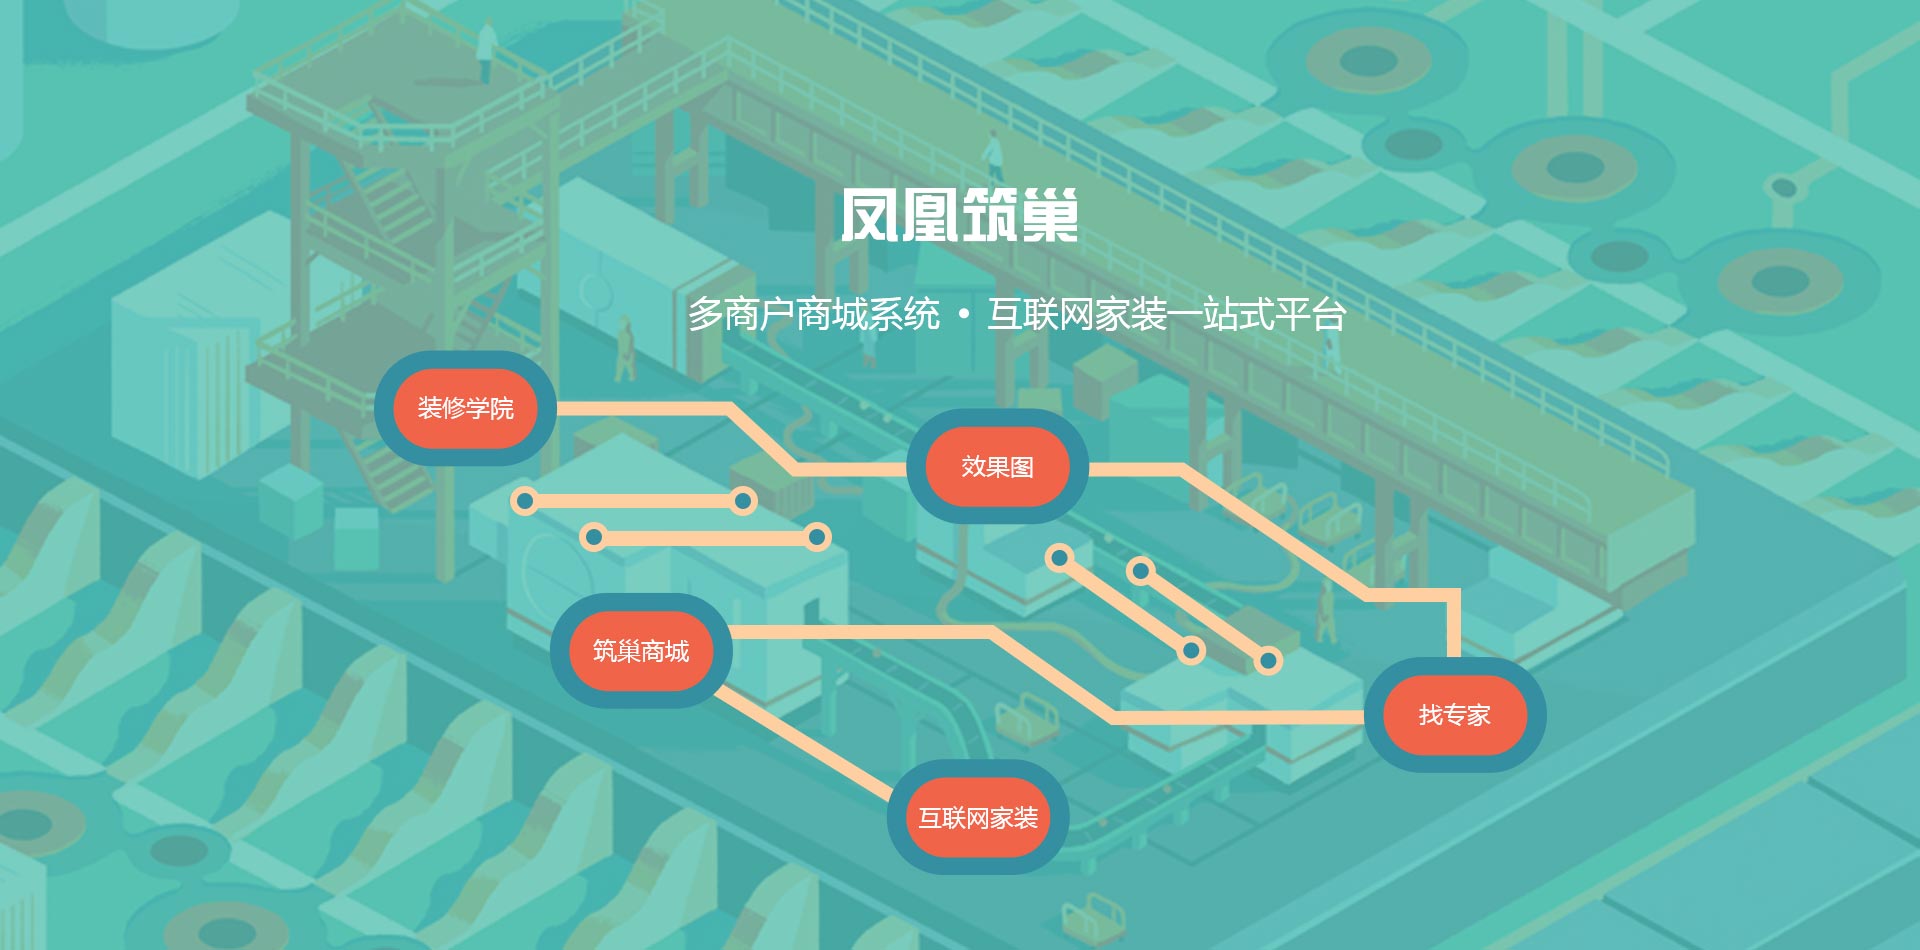 凤凰筑巢
多商户商城系统 • 互联网家装一站式平台
装修学院
效果图
筑巢商城
找专家
互联网家装